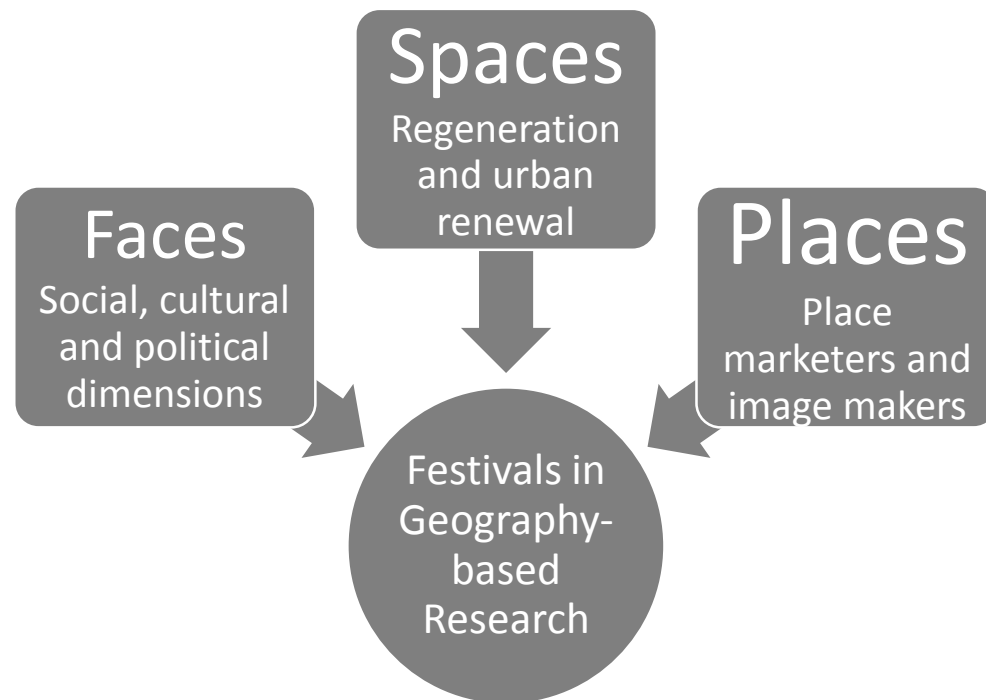 Spaces
Regeneration
and urban
renewal
Faces
Social, cultural
and political
dimensions
Places
Place
marketers and
image makers
Festivals in
Geography-
based
Research